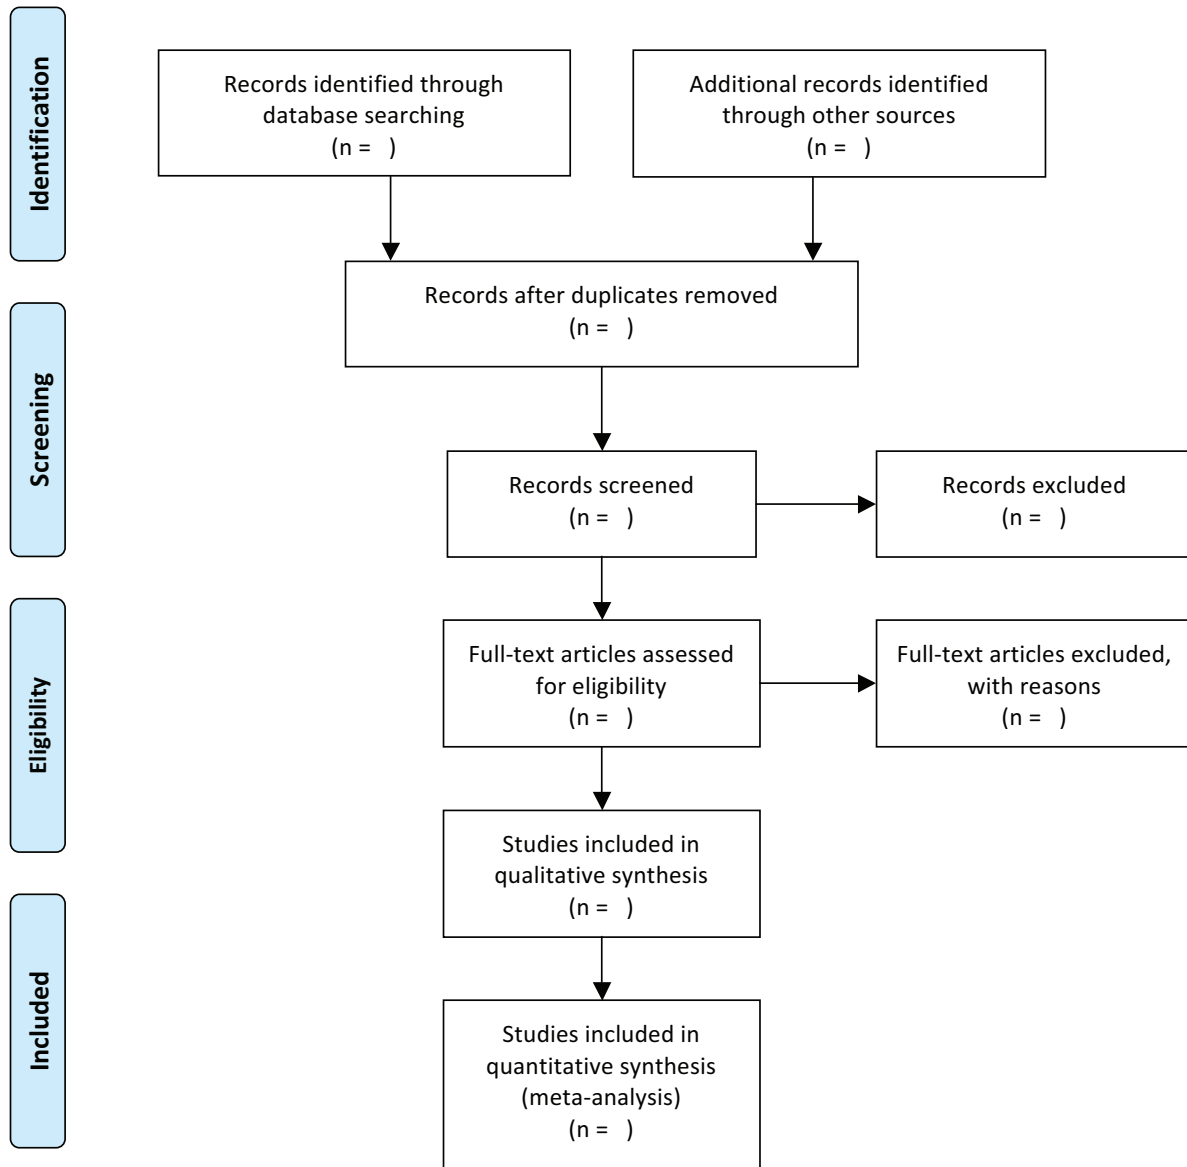 Identification
Records identified through
database searching
(n =   )
Additional records identified
through other sources
(n =   )
Records after duplicates removed
(n =   )
Screening
Records screened
(n =   )
Records excluded
(n =   )
Eligibility
Full-text articles assessed
for eligibility
(n =   )
Full-text articles excluded,
with reasons
(n =   )
Studies included in
qualitative synthesis
(n =   )
Included
Studies included in
quantitative synthesis
(meta-analysis)
(n =   )